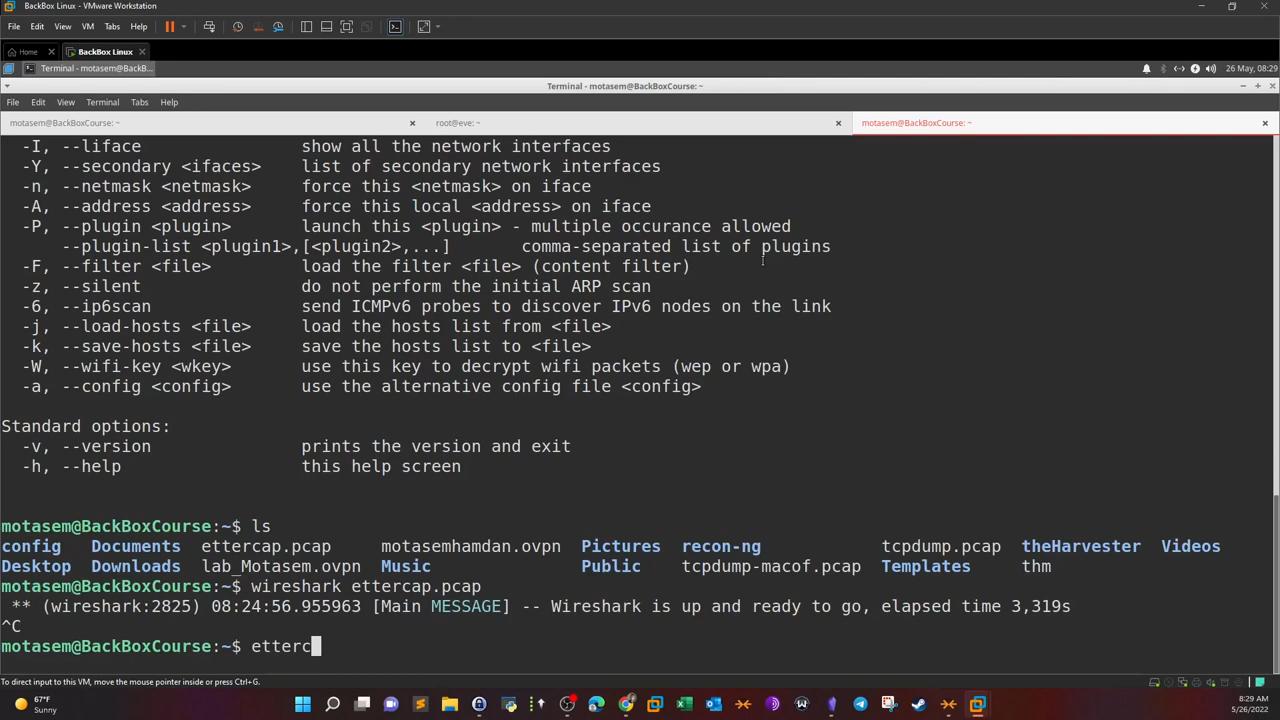 BackBox Linux - VMware Workstation
File Edit View VM Tabs Help
Home BackBox Linux
Terminal - motasem@BackB... 26 May, 08:29
Terminal - motasem@BackBoxCourse: ~
File Edit View Terminal Tabs Help
motasem@BackBoxCourse: ~ root@eve: ~ motasem@BackBoxCourse: ~
-I, --liface show all the network interfaces
-Y, --secondary <ifaces> list of secondary network interfaces
-n, --netmask <netmask> force this <netmask> on iface
-A, --address <address> force this local <address> on iface
-P, --plugin <plugin> launch this <plugin> - multiple occurance allowed
--plugin-list <plugin1>,[<plugin2>,...] comma-separated list of plugins
-F, --filter <file> load the filter <file> (content filter)
-z, --silent do not perform the initial ARP scan
-6, --ip6scan send ICMPv6 probes to discover IPv6 nodes on the link
-j, --load-hosts <file> load the hosts list from <file>
-k, --save-hosts <file> save the hosts list to <file>
-W, --wifi-key <wkey> use this key to decrypt wifi packets (wep or wpa)
-a, --config <config> use the alternative config file <config>
Standard options:
-v, --version prints the version and exit
-h, --help this help screen
motasem@BackBoxCourse:~$ ls
config Documents ettercap.pcap motasemhamdan.ovpn Pictures recon-ng tcpdump.pcap theHarvester Videos
Desktop Downloads lab_Motasem.ovpn Music Public tcpdump-macof.pcap Templates thm
motasem@BackBoxCourse:~$ wireshark ettercap.pcap
** (wireshark:2825) 08:24:56.955963 [Main MESSAGE] -- Wireshark is up and ready to go, elapsed time 3,319s
^C
motasem@BackBoxCourse:~$ etterc
To direct input to this VM, move the mouse pointer inside or press Ctrl+G.
67°F
Sunny
8:29 AM
5/26/2022